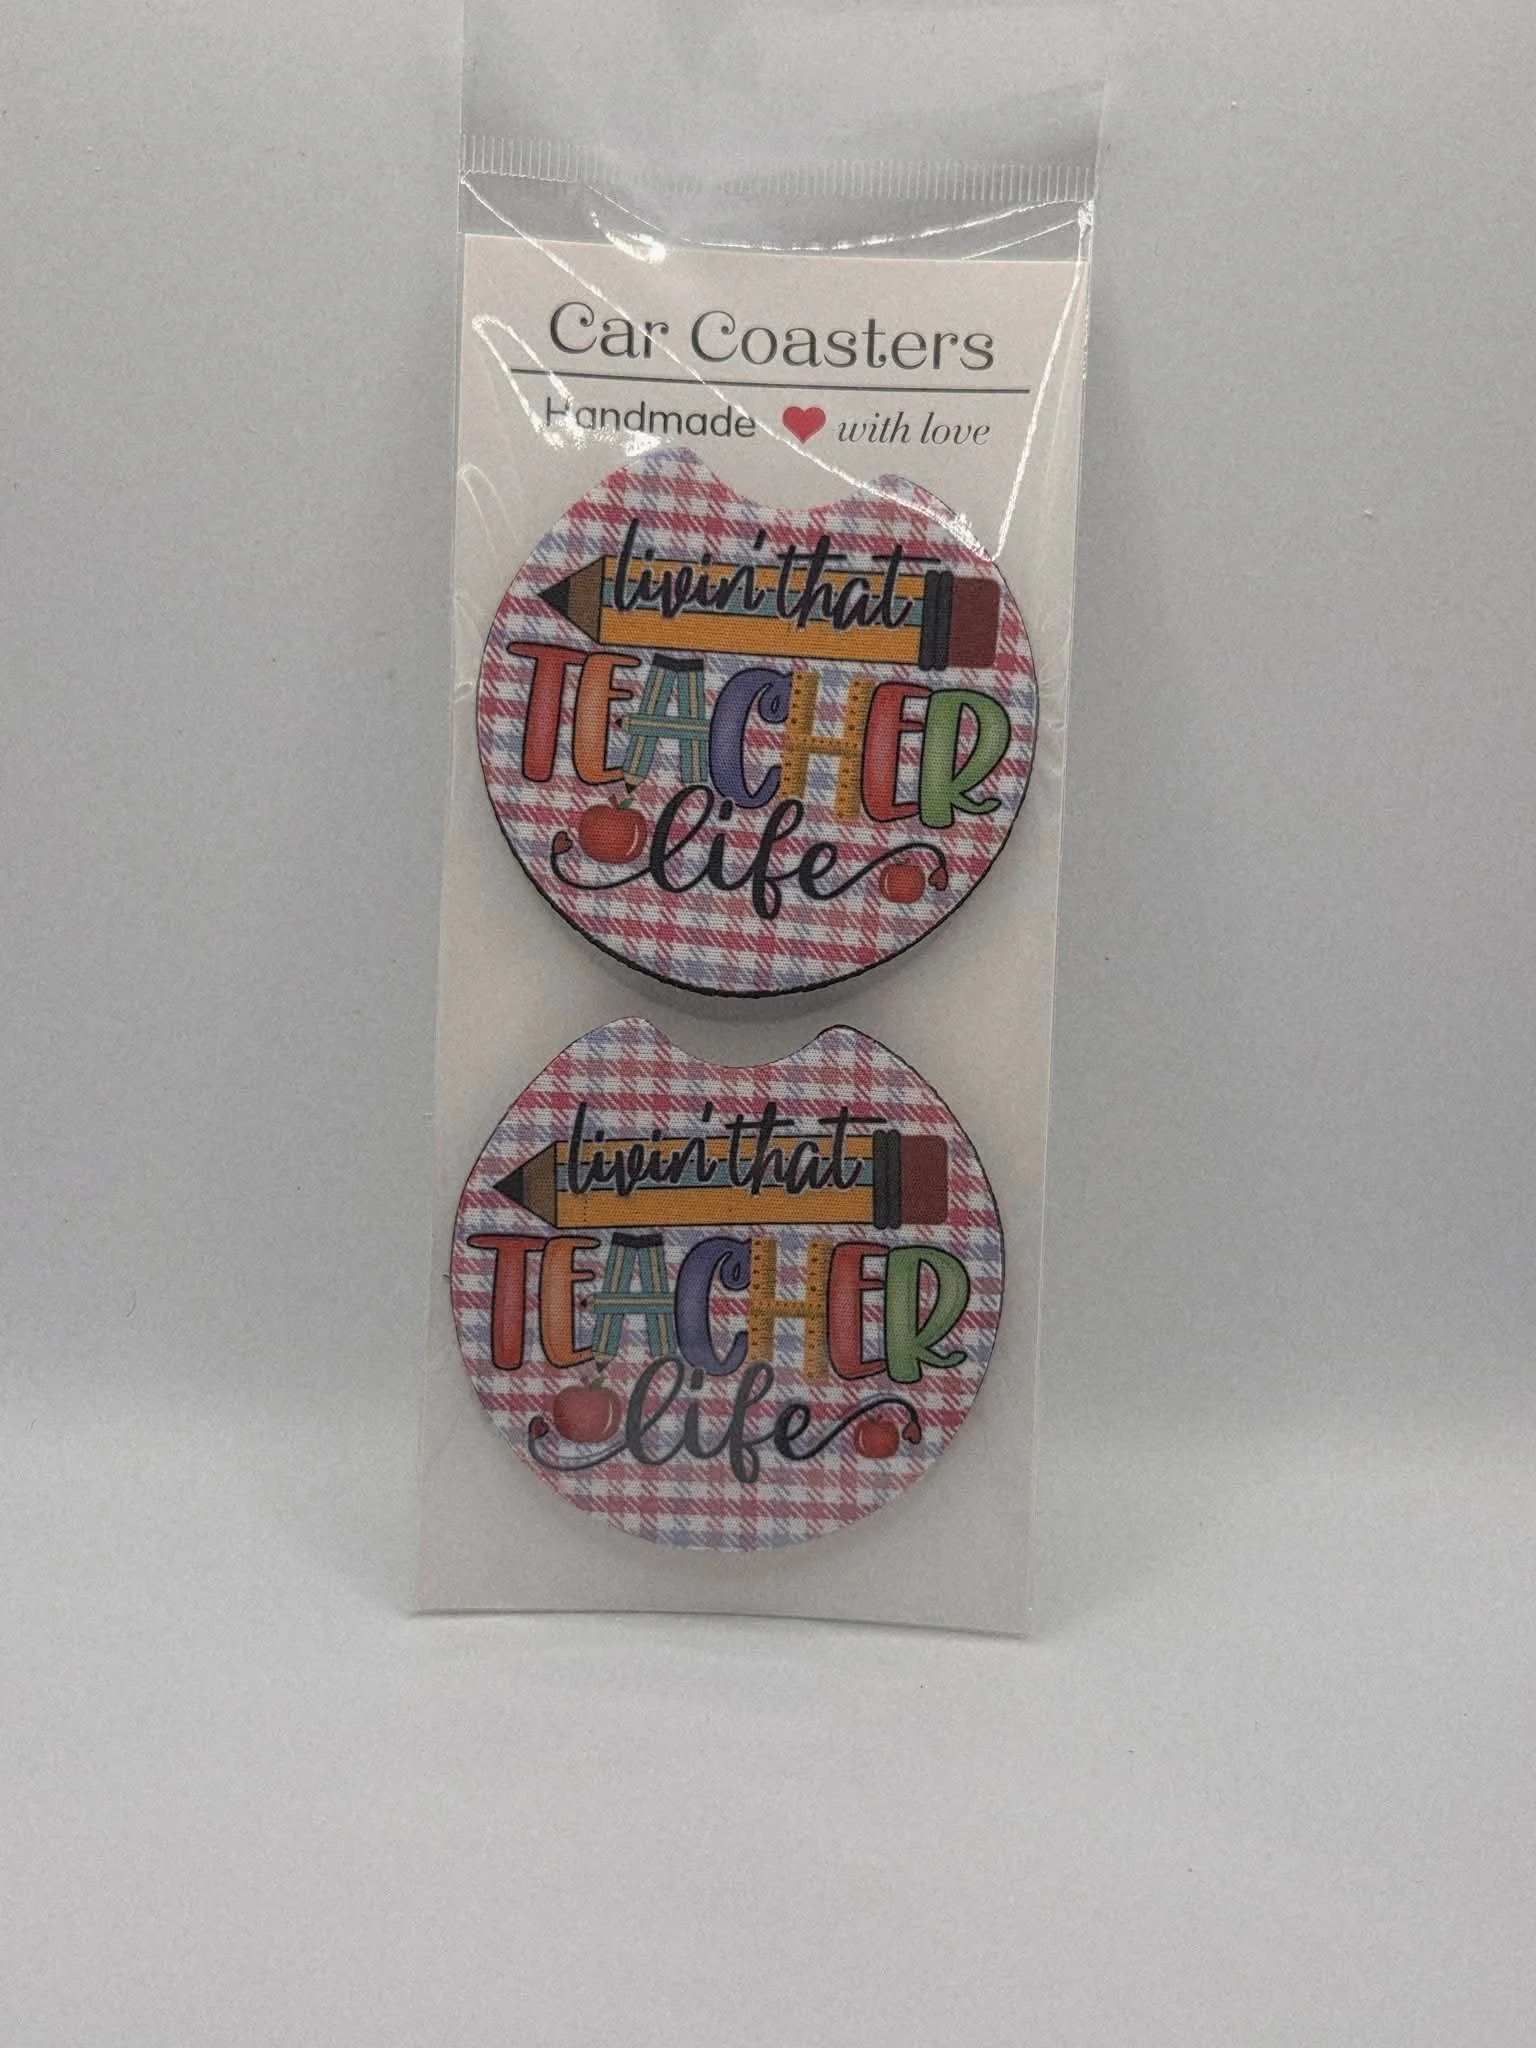 Car Coasters
Handmade ❤ with love
livin' that
TEACHER
life
livin' that
TEACHER
life